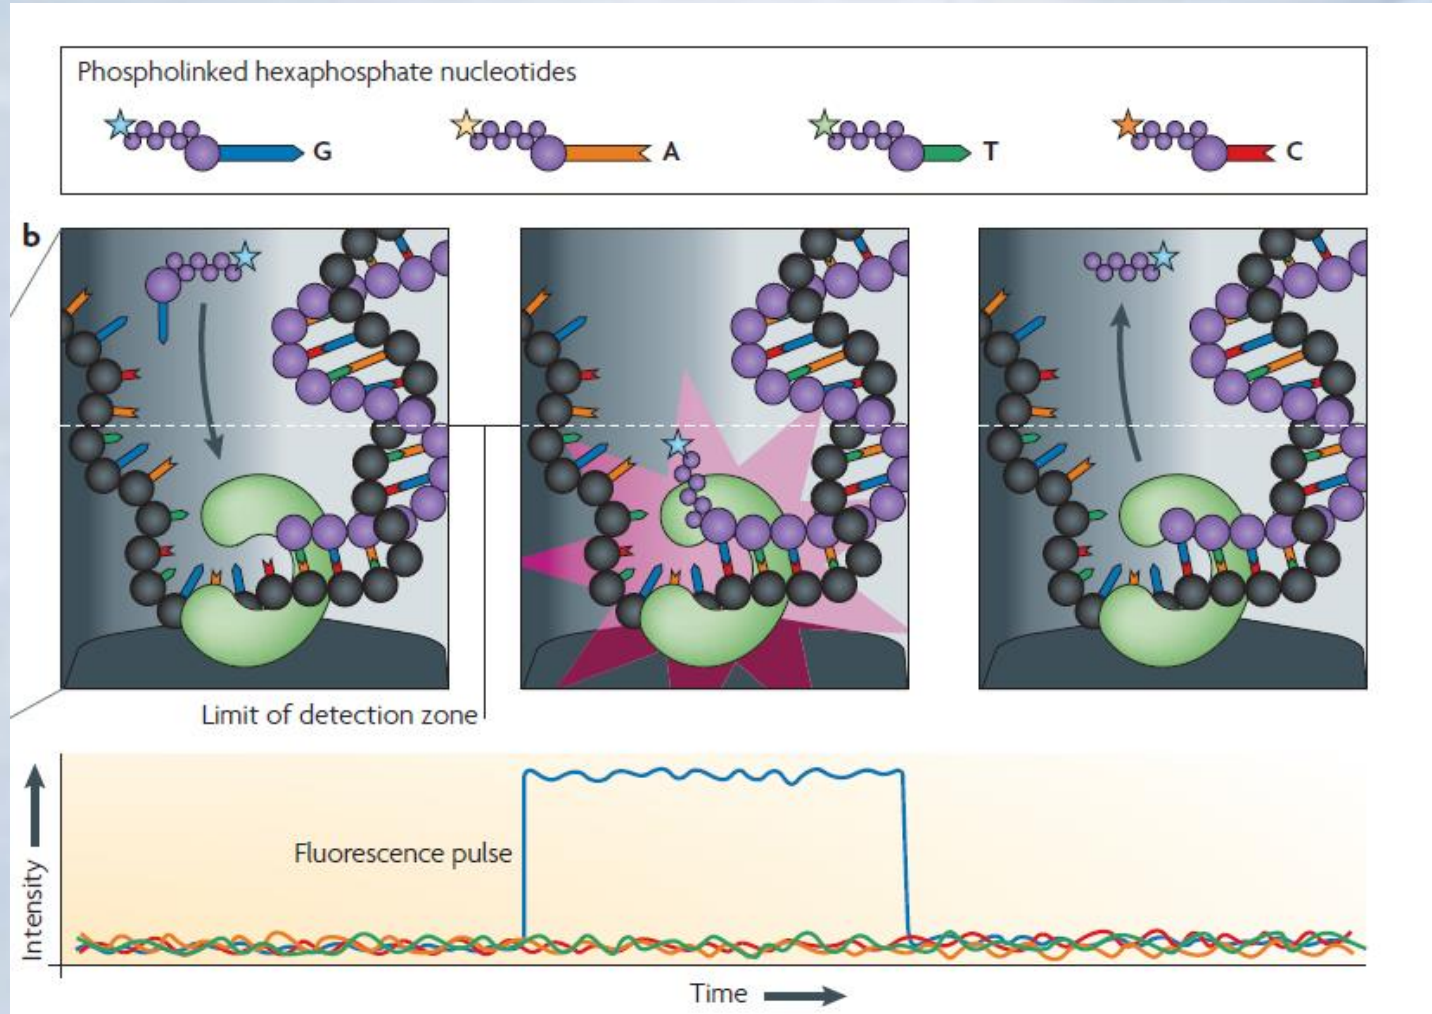 Phospholinked hexaphosphate nucleotides
G
A
T
C
b
Limit of detection zone
Fluorescence pulse
Intensity
Time